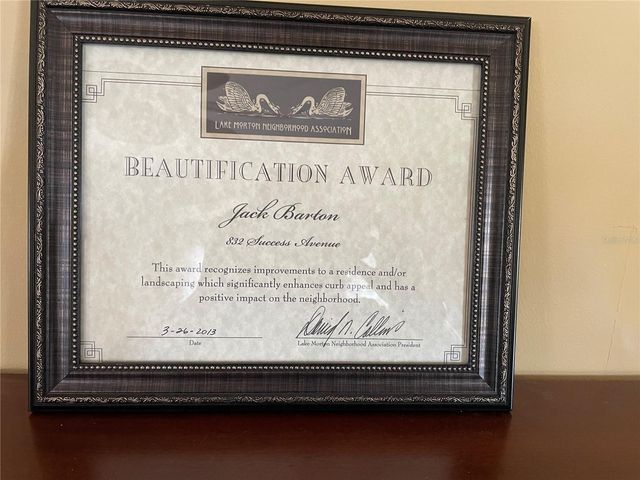 LAKE MORTON NEIGHBORHOOD ASSOCIATION
BEAUTIFICATION AWARD
Jack Barton
832 Success Avenue
This award recognizes improvements to a residence and/or
landscaping which significantly enhances curb appeal and has a
positive impact on the neighborhood.
3-26-2013
Date
David N. Collins
Lake Morton Neighborhood Association President